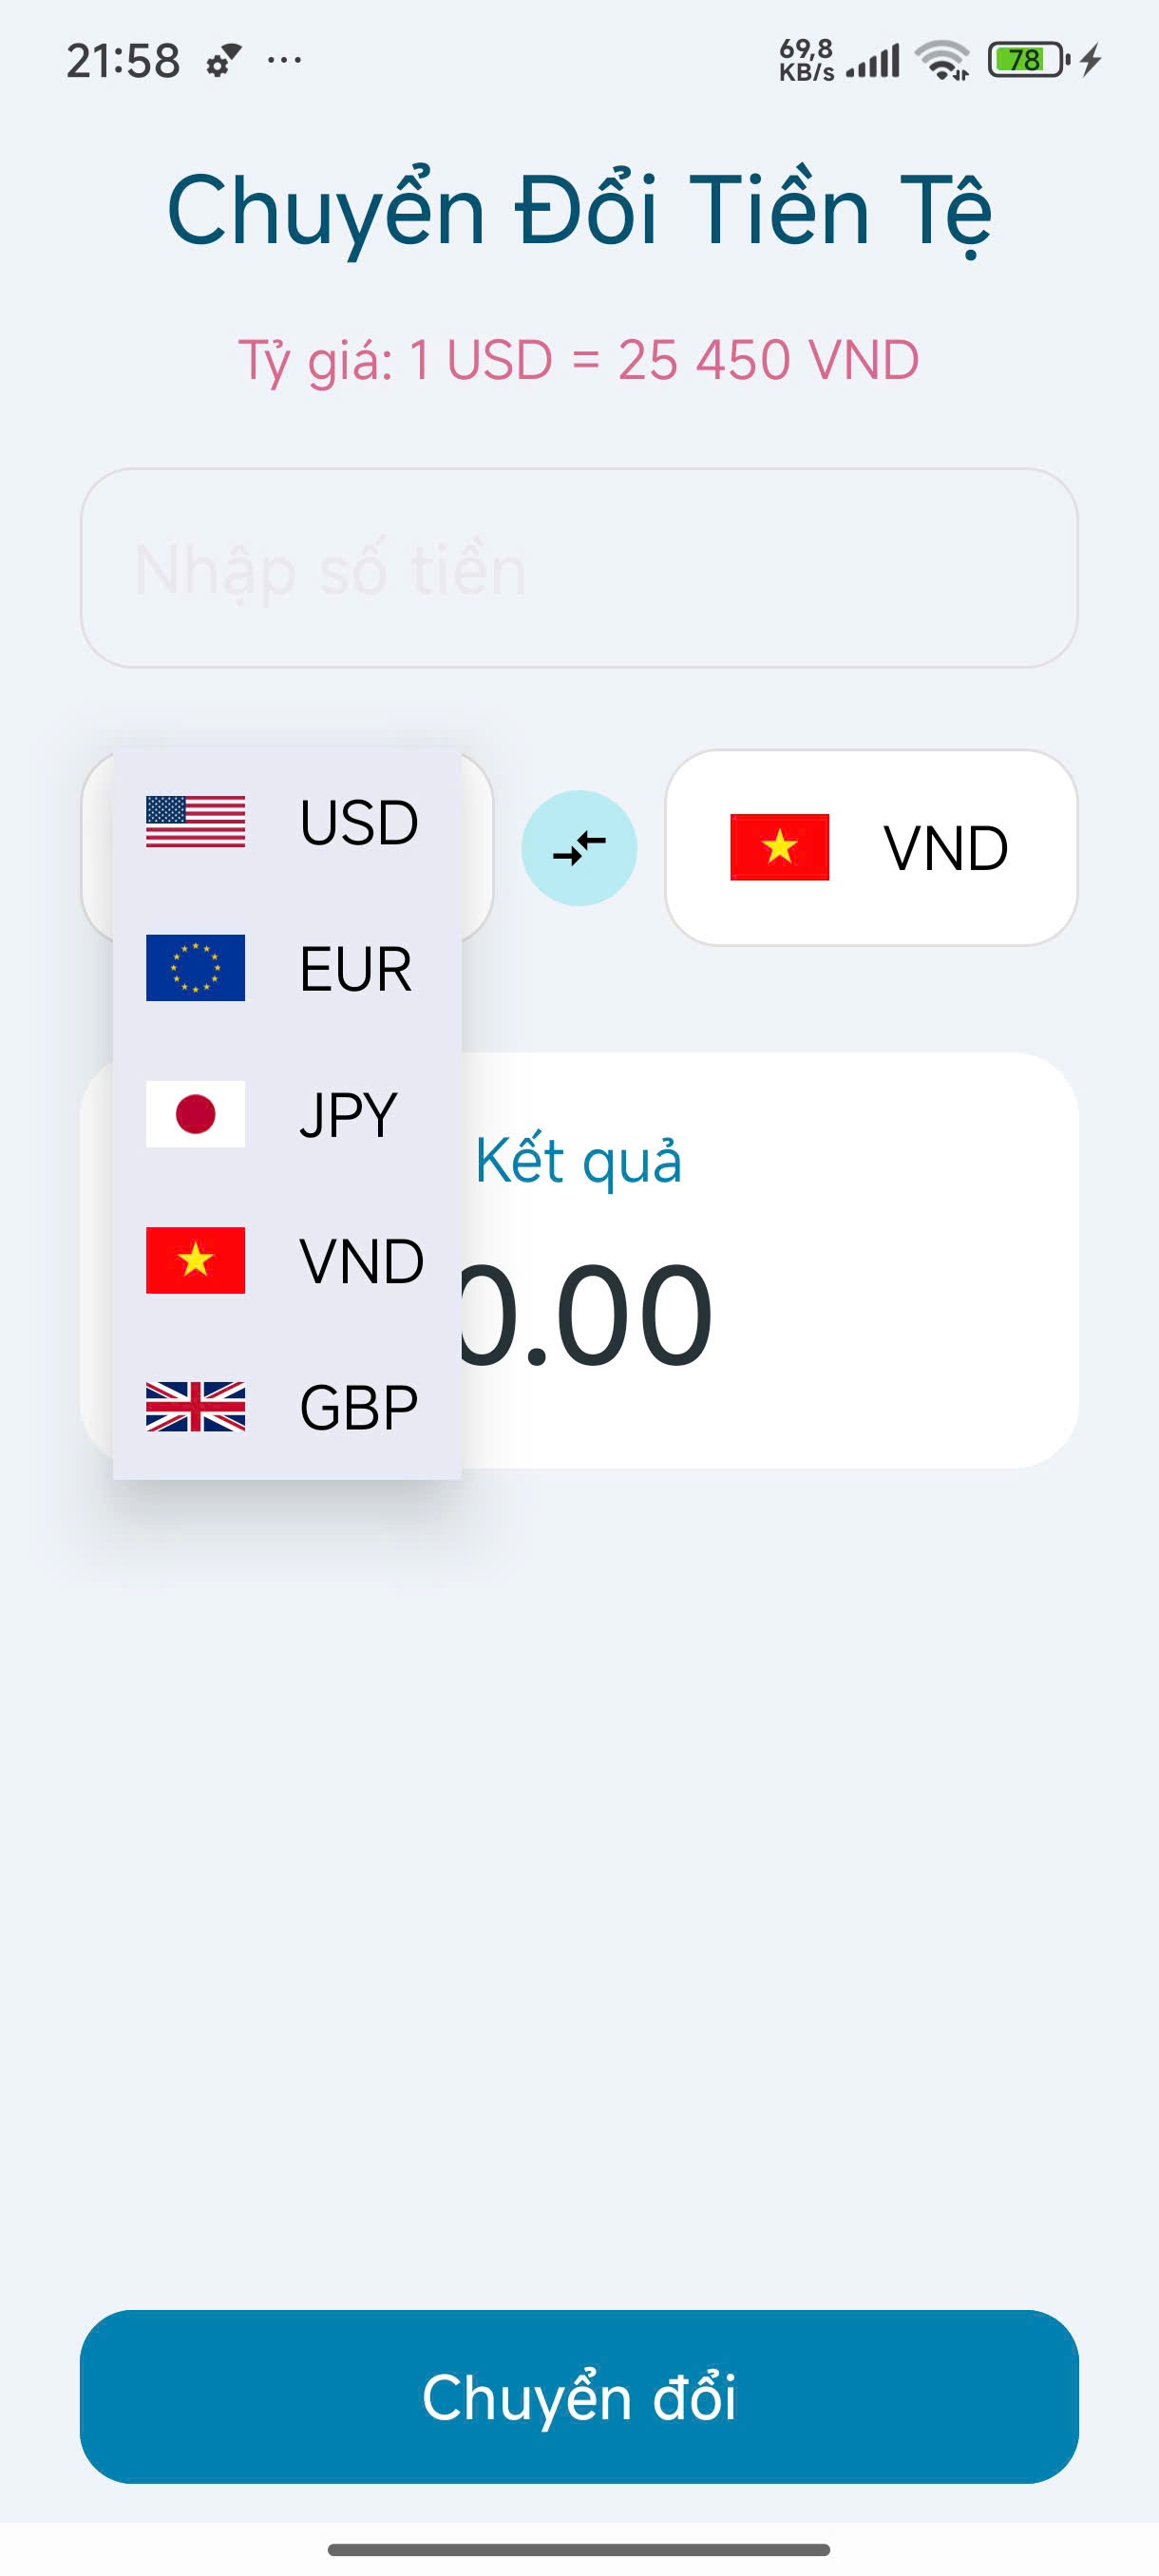 21:58 ... 69,8 KB/s 78
Chuyển Đổi Tiền Tệ
Tỷ giá: 1 USD = 25 450 VND
Nhập số tiền
USD
VND
EUR
JPY
VND
GBP
Kết quả
0.00
Chuyển đổi